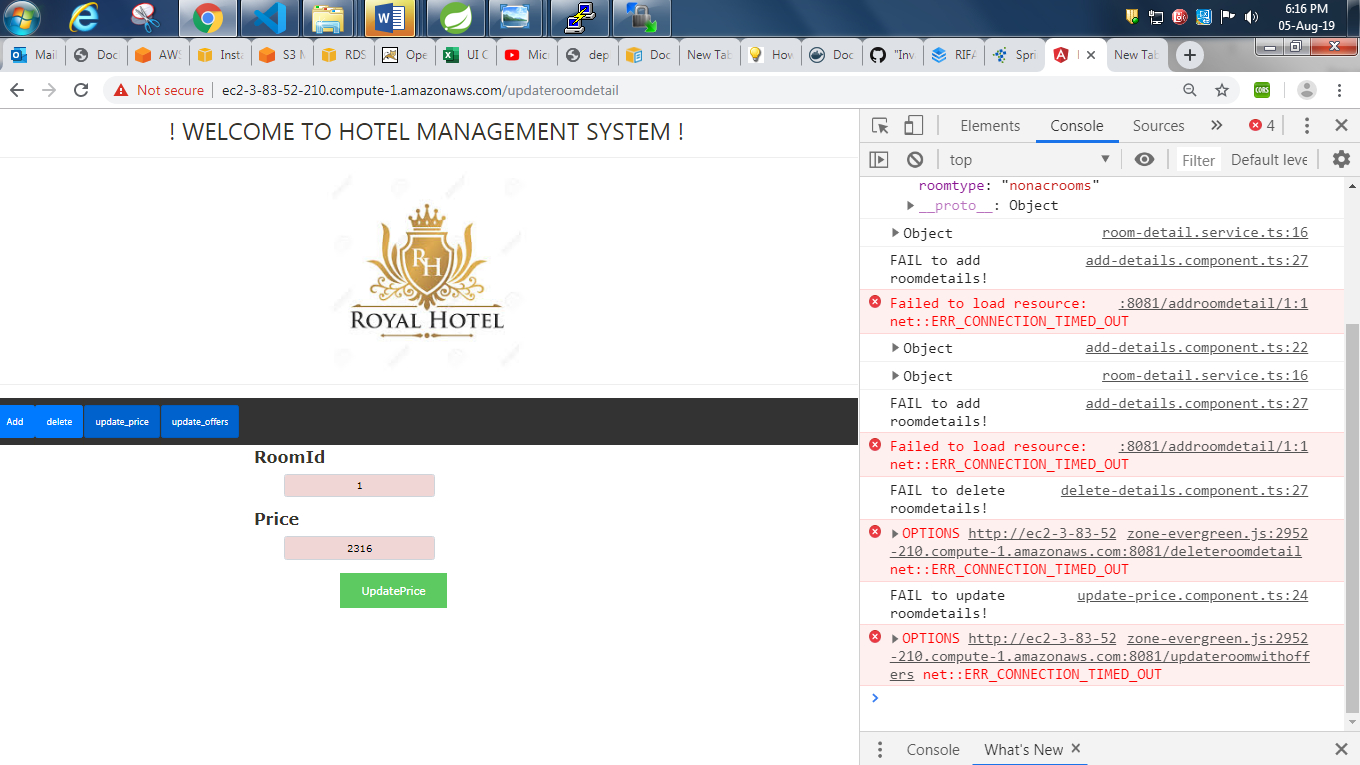 6:16 PM
05-Aug-19
Mail
Doc
AWS
Insta
S3 M
RDS
Ope
UI C
Mic
dep
Doc
New Tab
How
Doc
"Inv
RIFA
Spri
New Tab
Not secure | ec2-3-83-52-210.compute-1.amazonaws.com/updateroomdetail
CORS
! WELCOME TO HOTEL MANAGEMENT SYSTEM !
RH
ROYAL HOTEL
Add delete update_price update_offers
RoomId
1
Price
2316
UpdatePrice
Elements Console Sources » 4
top Filter Default leve
roomtype: "nonacrooms"
__proto__: Object
Object room-detail.service.ts:16
FAIL to add add-details.component.ts:27
roomdetails!
Failed to load resource: :8081/addroomdetail/1:1
net::ERR_CONNECTION_TIMED_OUT
Object add-details.component.ts:22
Object room-detail.service.ts:16
FAIL to add add-details.component.ts:27
roomdetails!
Failed to load resource: :8081/addroomdetail/1:1
net::ERR_CONNECTION_TIMED_OUT
FAIL to delete delete-details.component.ts:27
roomdetails!
OPTIONS http://ec2-3-83-52 zone-evergreen.js:2952
-210.compute-1.amazonaws.com:8081/deleteroomdetail
net::ERR_CONNECTION_TIMED_OUT
FAIL to update update-price.component.ts:24
roomdetails!
OPTIONS http://ec2-3-83-52 zone-evergreen.js:2952
-210.compute-1.amazonaws.com:8081/updateroomwithoff
ers net::ERR_CONNECTION_TIMED_OUT
Console What's New